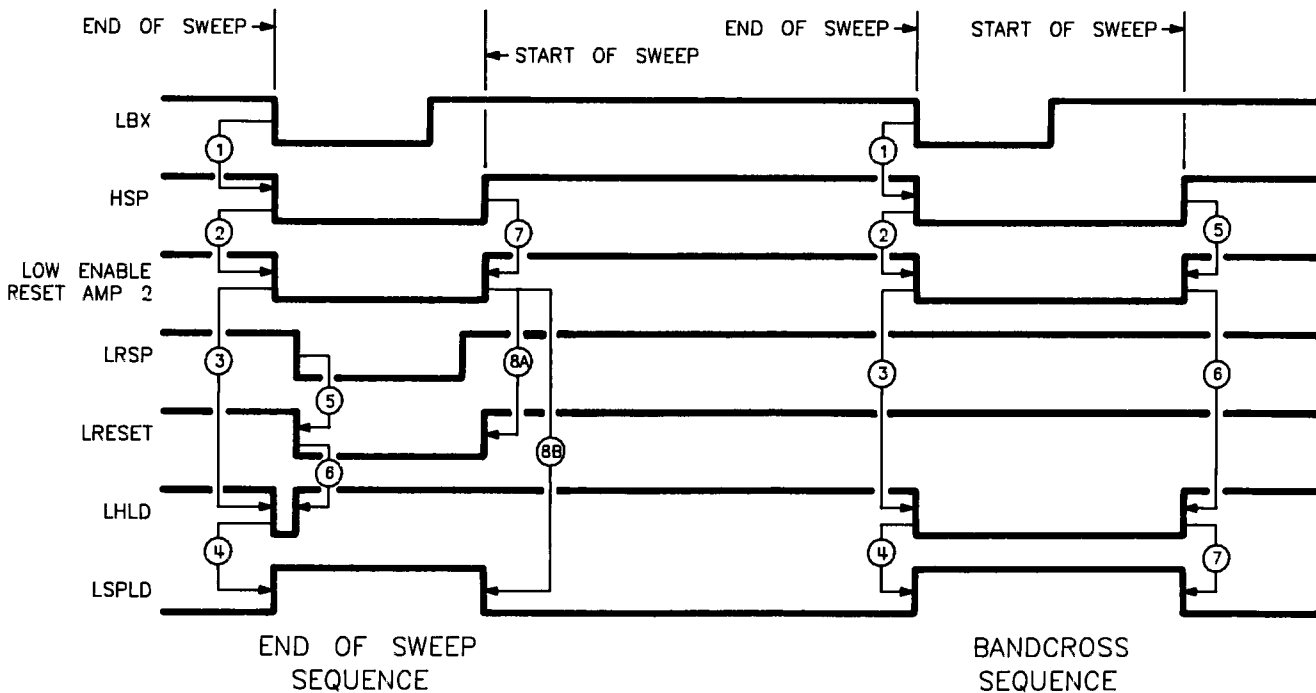 END OF SWEEP
START OF SWEEP
END OF SWEEP
START OF SWEEP
LBX
1
1
HSP
2
7
2
5
LOW ENABLE
RESET AMP 2
3
8A
3
6
LRSP
5
LRESET
6
8B
LHLD
4
4
7
LSPLD
END OF SWEEP
SEQUENCE
BANDCROSS
SEQUENCE